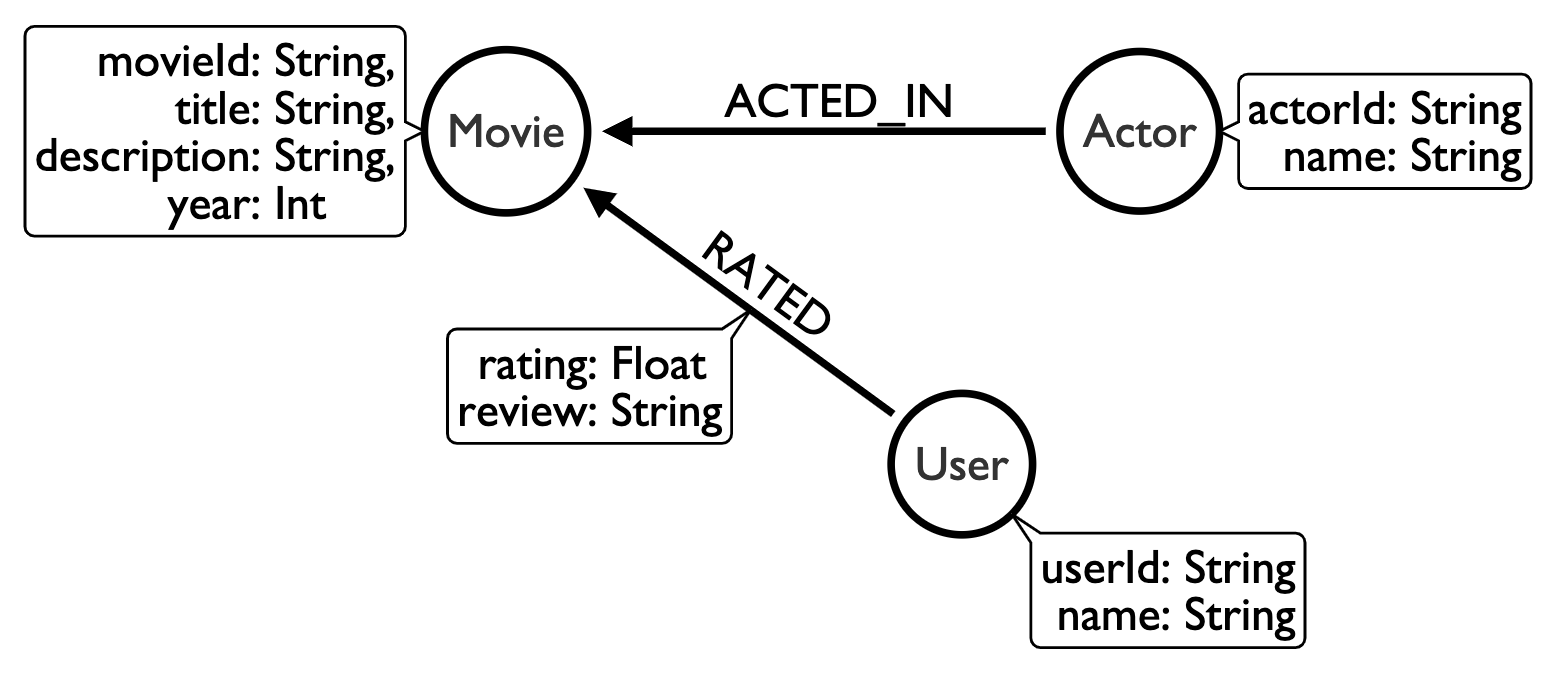 movieId: String,
title: String,
description: String,
year: Int
Movie
ACTED_IN
Actor
actorId: String
name: String
RATED
rating: Float
review: String
User
userId: String
name: String